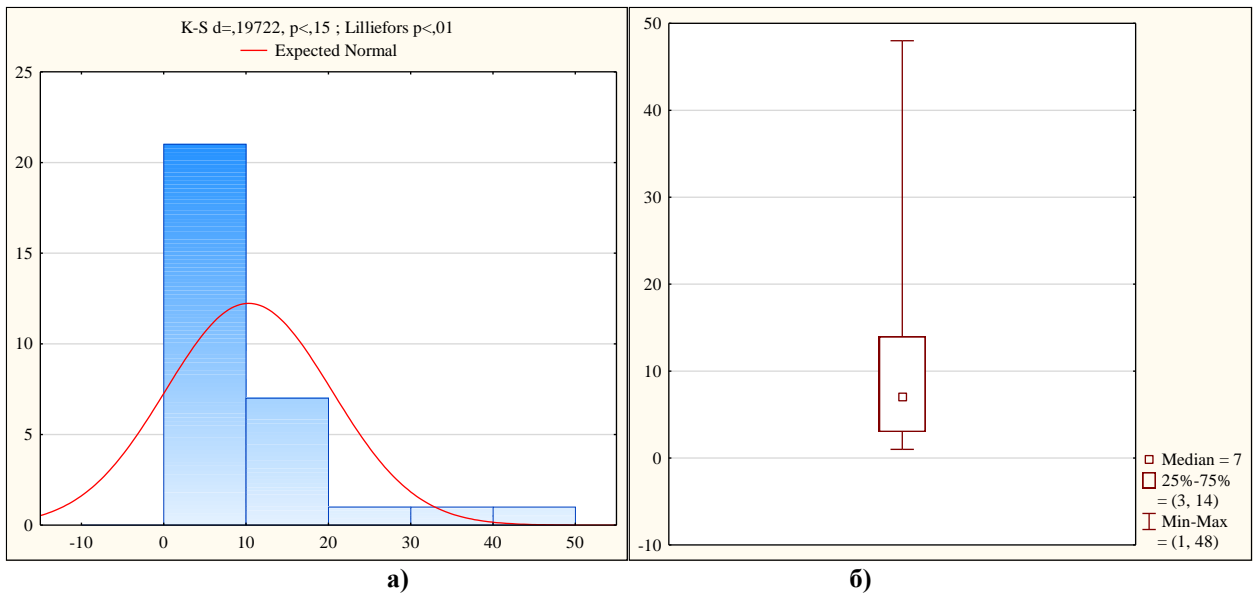 K-S d=,19722, p<,15 ; Lilliefors p<,01
Expected Normal
25
20
15
10
5
0
-10
0
10
20
30
40
50
а)
50
40
30
20
10
0
-10
Median = 7
25%-75%
= (3, 14)
Min-Max
= (1, 48)
б)